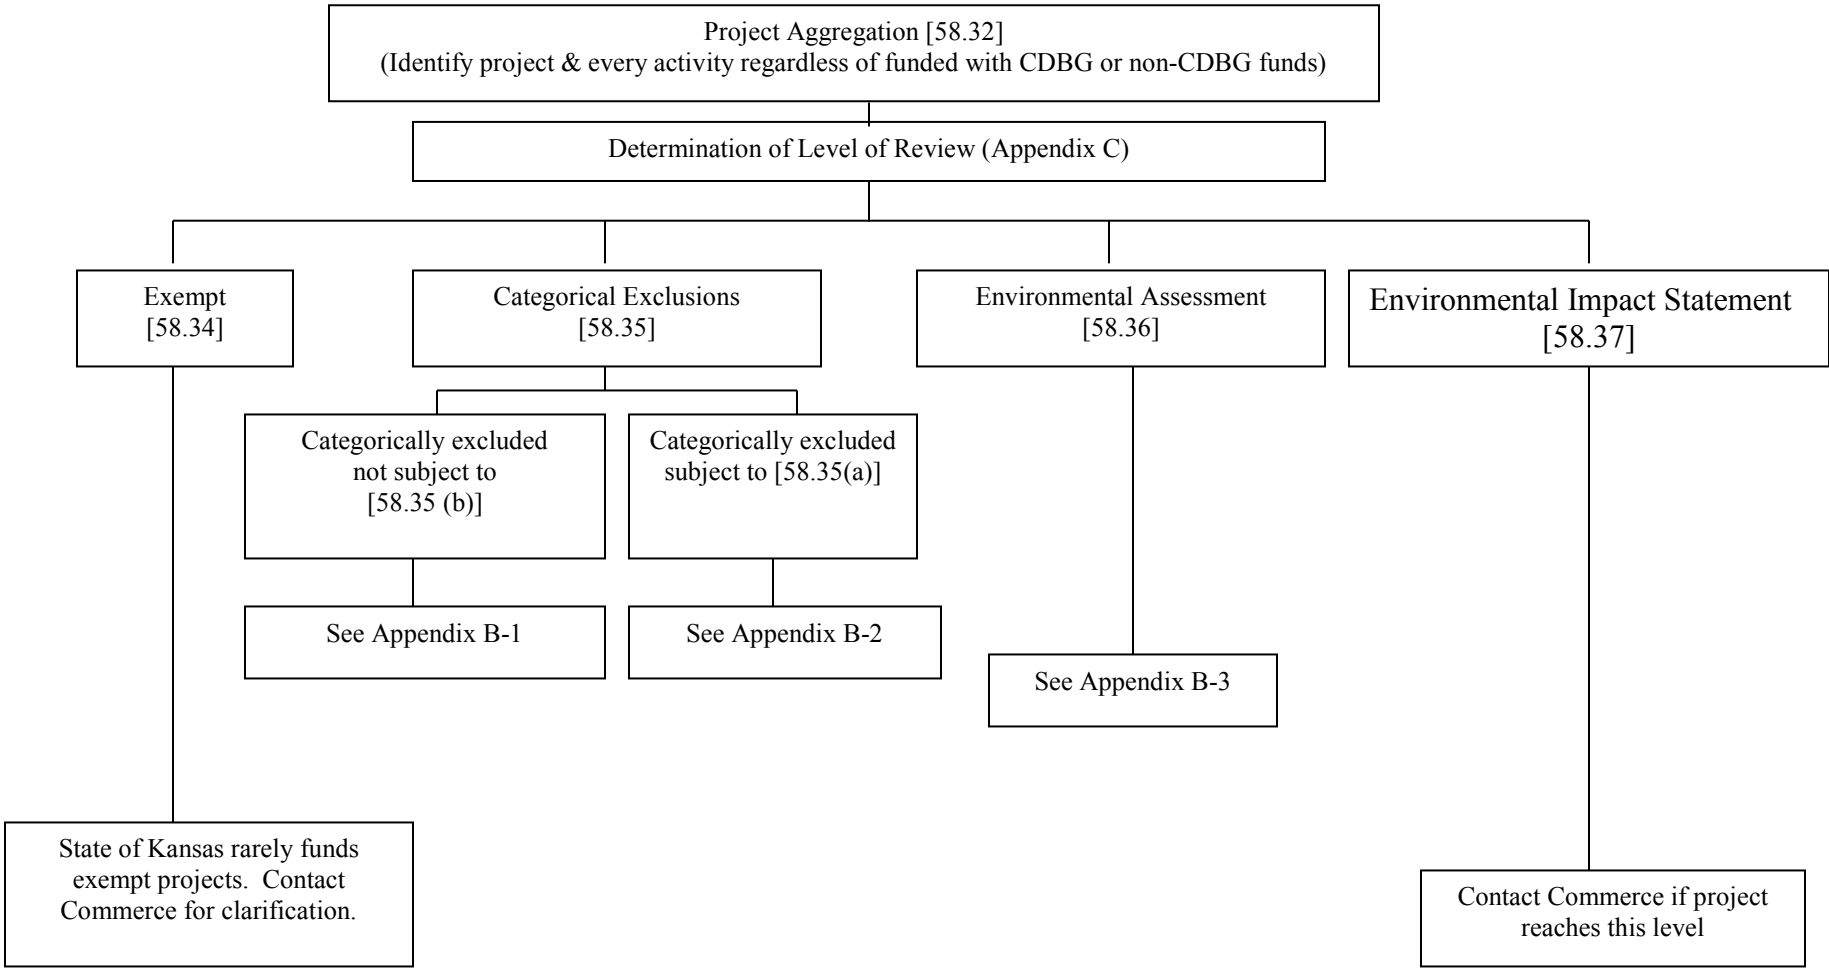 Project Aggregation [58.32]
(Identify project & every activity regardless of funded with CDBG or non-CDBG funds)
Determination of Level of Review (Appendix C)
Exempt
[58.34]
Categorical Exclusions
[58.35]
Environmental Assessment
[58.36]
Environmental Impact Statement
[58.37]
Categorically excluded
not subject to
[58.35 (b)]
Categorically excluded
subject to [58.35(a)]
See Appendix B-1
See Appendix B-2
See Appendix B-3
State of Kansas rarely funds
exempt projects.  Contact
Commerce for clarification.
Contact Commerce if project
reaches this level